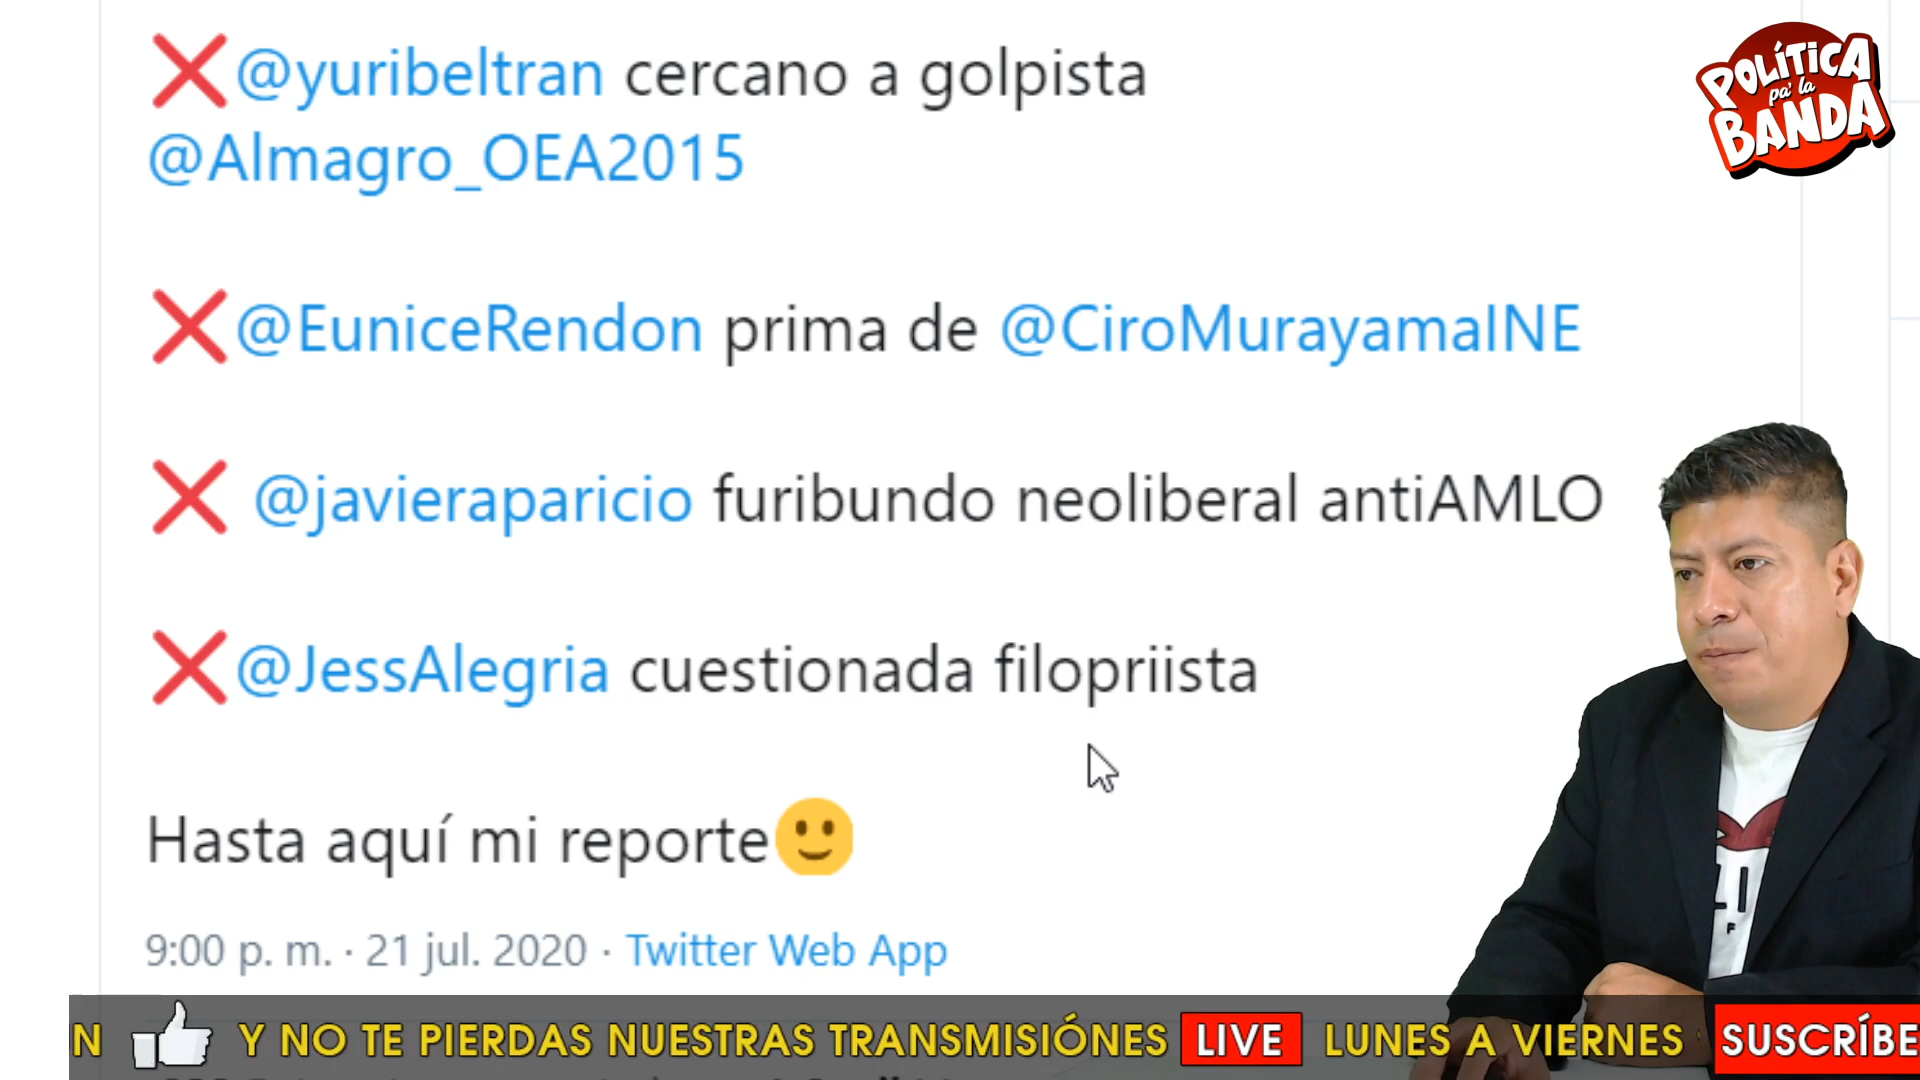 @yuribeltran cercano a golpista
@Almagro_OEA2015
@EuniceRendon prima de @CiroMurayamaINE
@javieraparicio furibundo neoliberal antiAMLO
@JessAlegria cuestionada filopriista
Hasta aquí mi reporte
9:00 p. m. · 21 jul. 2020 · Twitter Web App
POLÍTICA
pa' la
BANDA
N Y NO TE PIERDAS NUESTRAS TRANSMISIÓNES LIVE LUNES A VIERNES SUSCRÍBE